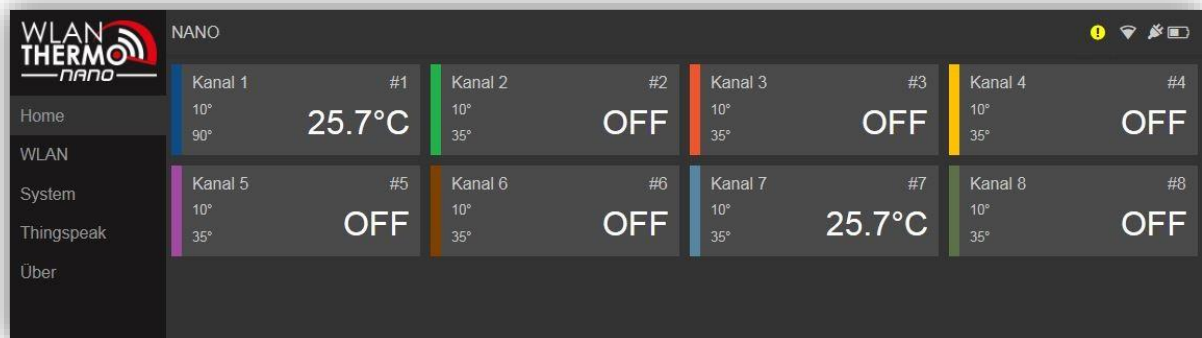 WLAN
THERMO
nano
NANO
Home
WLAN
System
Thingspeak
Über
Kanal 1 #1
10°
90°
25.7°C
Kanal 2 #2
10°
35°
OFF
Kanal 3 #3
10°
35°
OFF
Kanal 4 #4
10°
35°
OFF
Kanal 5 #5
10°
35°
OFF
Kanal 6 #6
10°
35°
OFF
Kanal 7 #7
10°
35°
25.7°C
Kanal 8 #8
10°
35°
OFF